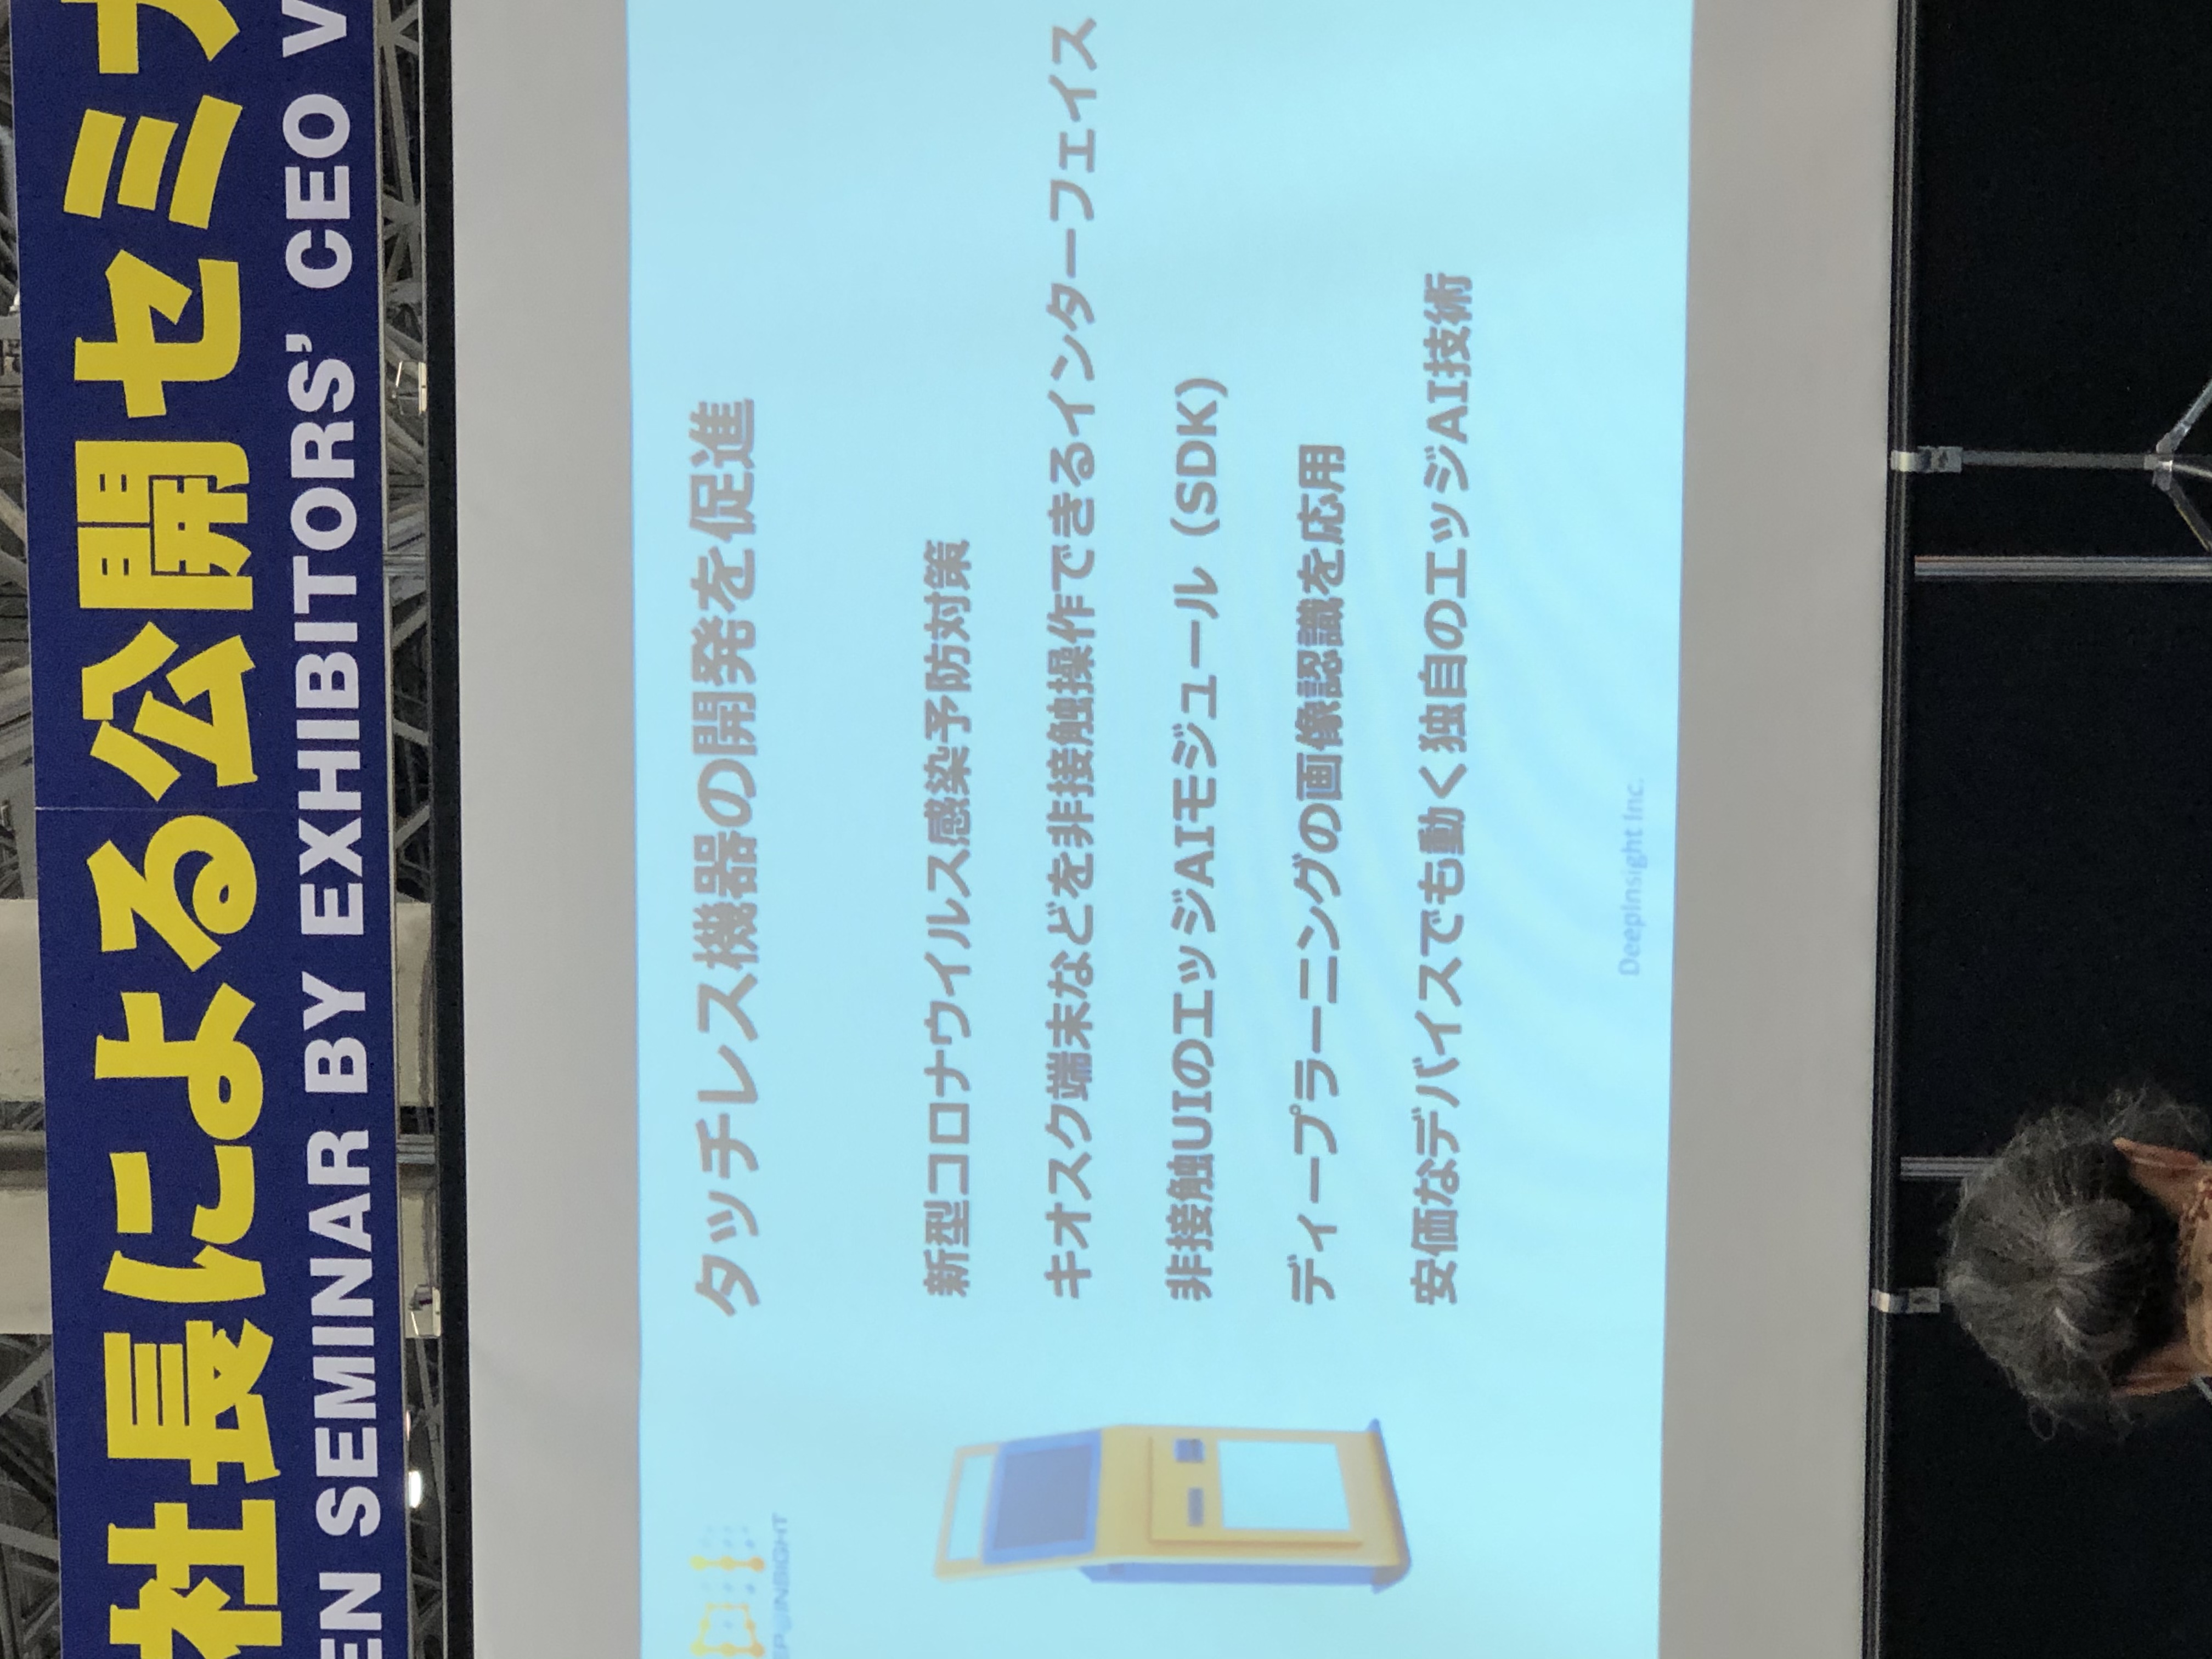 社長による公開セミナ
EN SEMINAR BY EXHIBITORS' CEO V
EP@INSIGHT
タッチレス機器の開発を促進
新型コロナウイルス感染予防対策
キオスク端末などを非接触操作できるインターフェイス
非接触UIのエッジAIモジュール（SDK)
ディープラーニングの画像認識を応用
安価なデバイスでも動く独自のエッジAI技術
DeepInsight Inc.